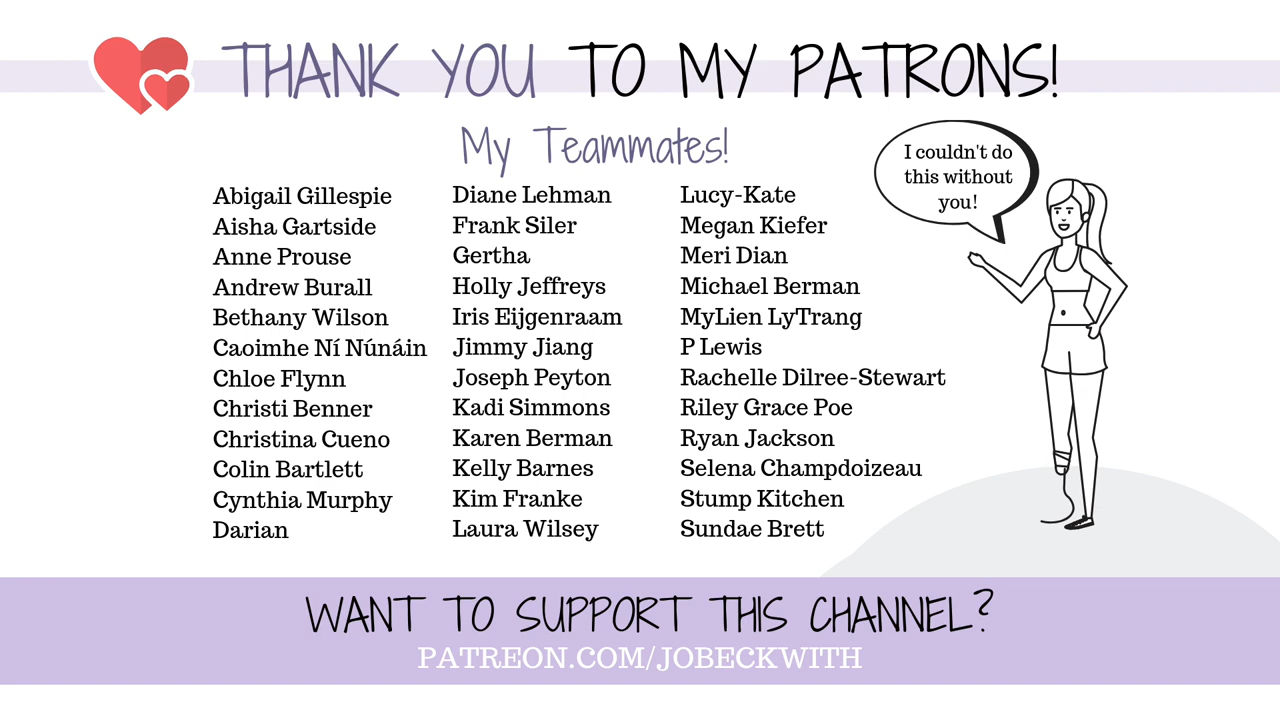 THANK YOU TO MY PATRONS!
My Teammates!
Abigail Gillespie
Aisha Gartside
Anne Prouse
Andrew Burall
Bethany Wilson
Caoimhe Ní Núnáin
Chloe Flynn
Christi Benner
Christina Cueno
Colin Bartlett
Cynthia Murphy
Darian
Diane Lehman
Frank Siler
Gertha
Holly Jeffreys
Iris Eijgenraam
Jimmy Jiang
Joseph Peyton
Kadi Simmons
Karen Berman
Kelly Barnes
Kim Franke
Laura Wilsey
Lucy-Kate
Megan Kiefer
Meri Dian
Michael Berman
MyLien LyTrang
P Lewis
Rachelle Dilree-Stewart
Riley Grace Poe
Ryan Jackson
Selena Champdoizeau
Stump Kitchen
Sundae Brett
I couldn't do
this without
you!
WANT TO SUPPORT THIS CHANNEL?
PATREON.COM/JOBECKWITH